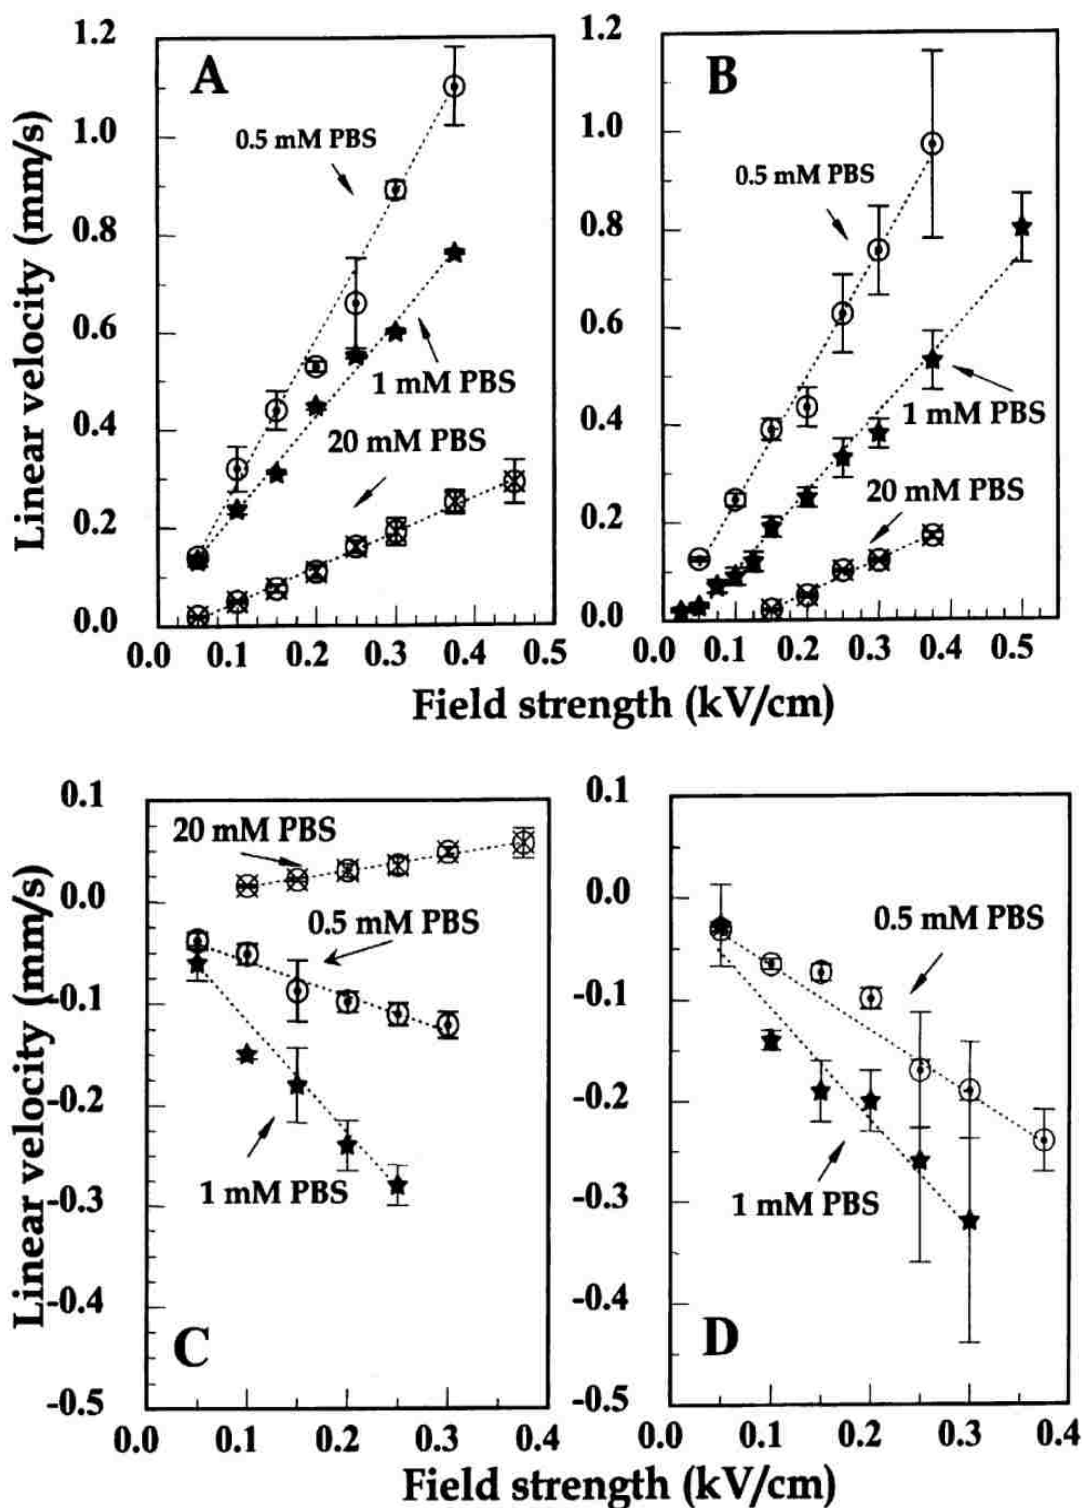 1.2
1.0
0.8
0.6
0.4
0.2
0.0
Linear velocity (mm/s)
A
0.5 mM PBS
1 mM PBS
20 mM PBS
0.0 0.1 0.2 0.3 0.4 0.5
1.2
1.0
0.8
0.6
0.4
0.2
0.0
B
0.5 mM PBS
1 mM PBS
20 mM PBS
0.0 0.1 0.2 0.3 0.4 0.5
Field strength (kV/cm)
0.1
0.0
-0.1
-0.2
-0.3
-0.4
-0.5
Linear velocity (mm/s)
20 mM PBS
0.5 mM PBS
1 mM PBS
C
0.0 0.1 0.2 0.3 0.4
0.1
0.0
-0.1
-0.2
-0.3
-0.4
-0.5
0.5 mM PBS
1 mM PBS
D
0.0 0.1 0.2 0.3 0.4
Field strength (kV/cm)